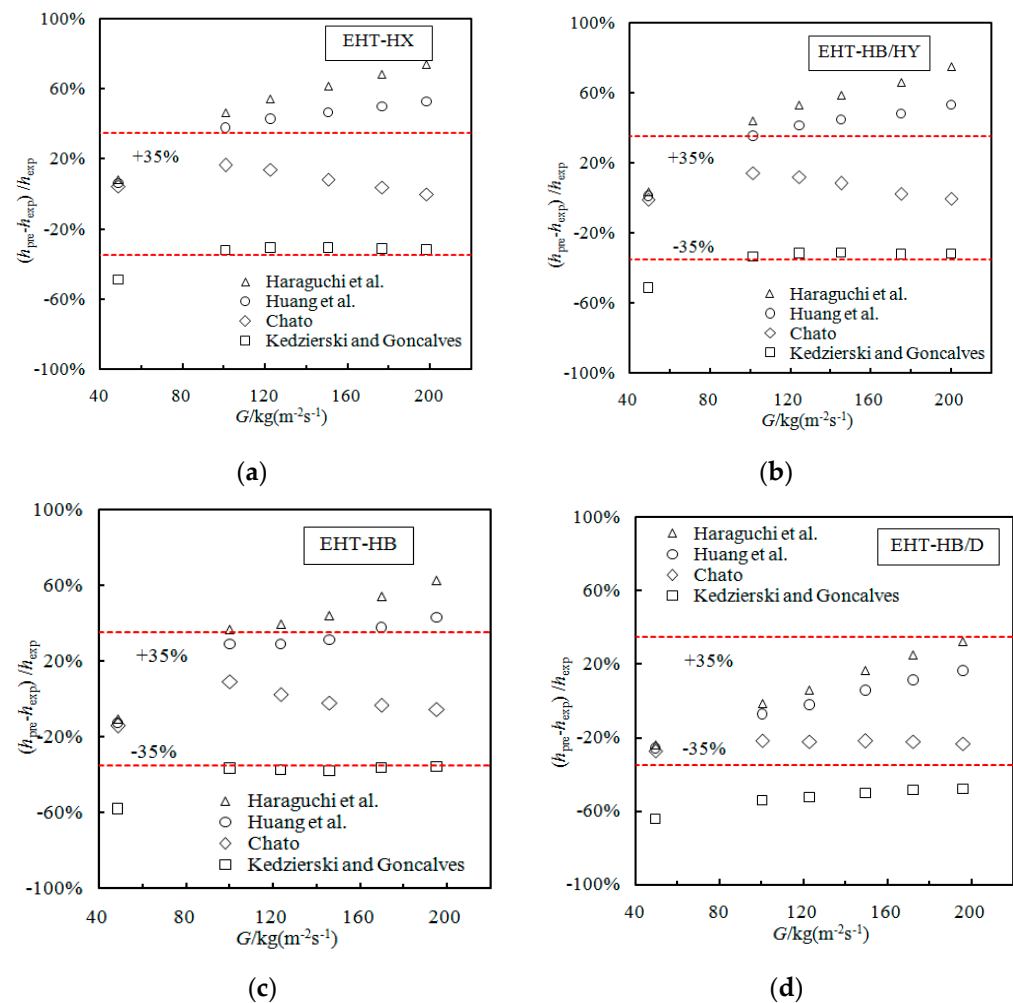 100%
60%
20%
-20%
-60%
-100%
(hpre-hexp) /hexp
EHT-HX
+35%
Haraguchi et al.
Huang et al.
Chato
Kedzierski and Goncalves
40 80 120 160 200
G/kg(m-2s-1)
(a)
100%
60%
20%
-20%
-60%
-100%
(hpre-hexp) /hexp
EHT-HB/HY
+35%
-35%
Haraguchi et al.
Huang et al.
Chato
Kedzierski and Goncalves
40 80 120 160 200
G/kg(m-2s-1)
(b)
100%
60%
20%
-20%
-60%
-100%
(hpre-hexp) /hexp
EHT-HB
+35%
-35%
Haraguchi et al.
Huang et al.
Chato
Kedzierski and Goncalves
40 80 120 160 200
G/kg(m-2s-1)
(c)
100%
60%
20%
-20%
-60%
-100%
(hpre-hexp) /hexp
Haraguchi et al.
Huang et al.
Chato
Kedzierski and Goncalves
EHT-HB/D
+35%
-35%
40 80 120 160 200
G/kg(m-2s-1)
(d)